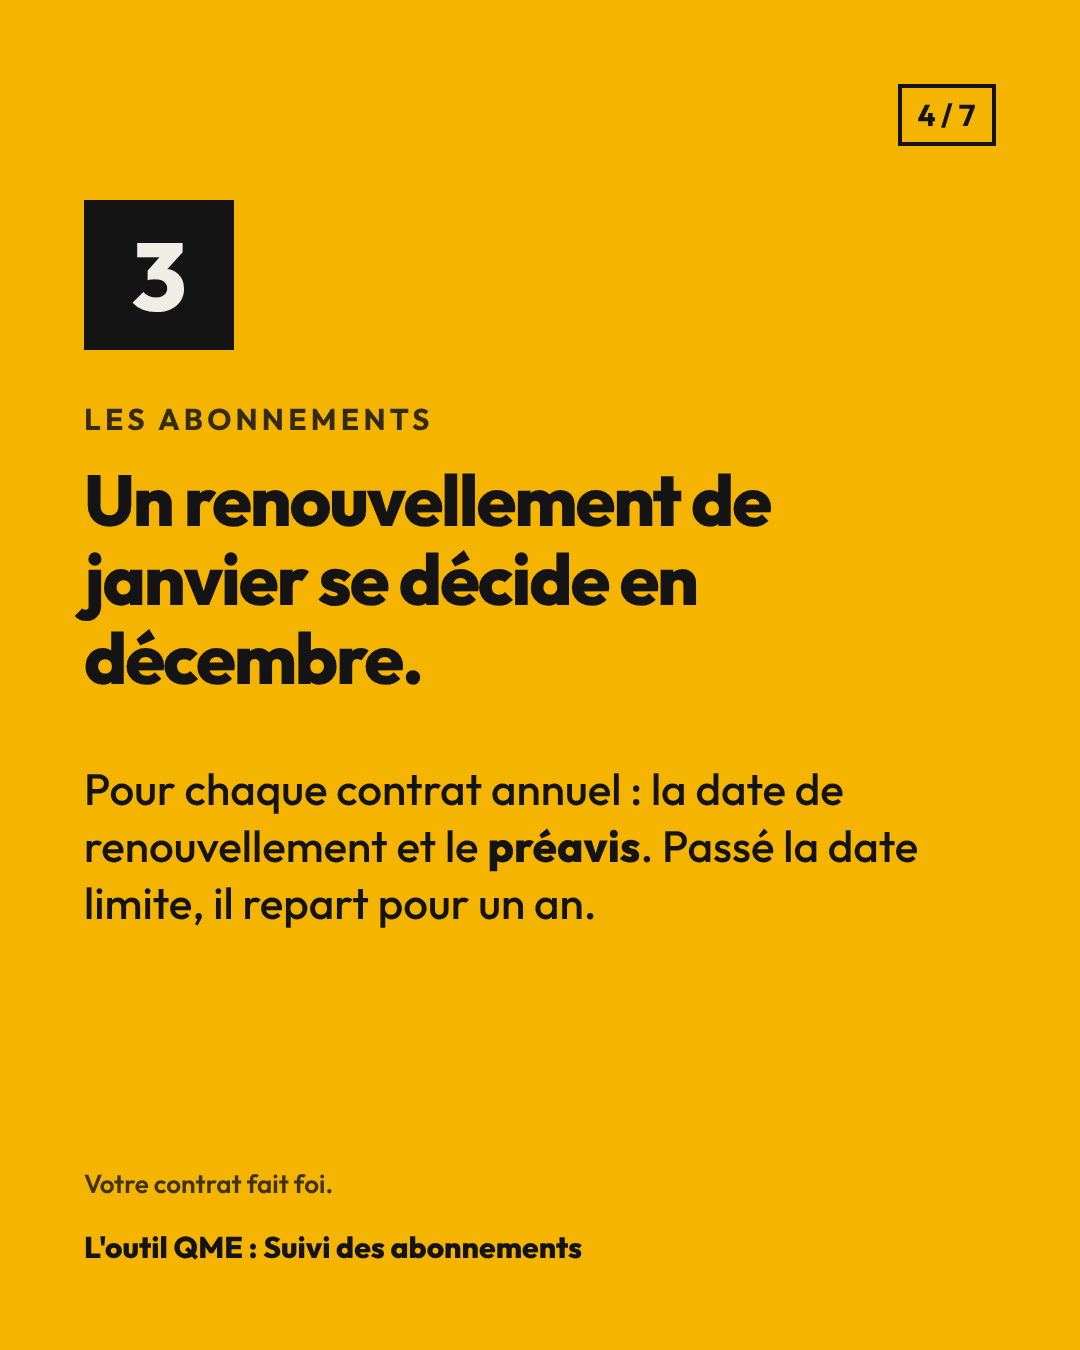 4 / 7
3
LES ABONNEMENTS
Un renouvellement de
janvier se décide en
décembre.
Pour chaque contrat annuel : la date de
renouvellement et le préavis. Passé la date
limite, il repart pour un an.
Votre contrat fait foi.
L'outil QME : Suivi des abonnements